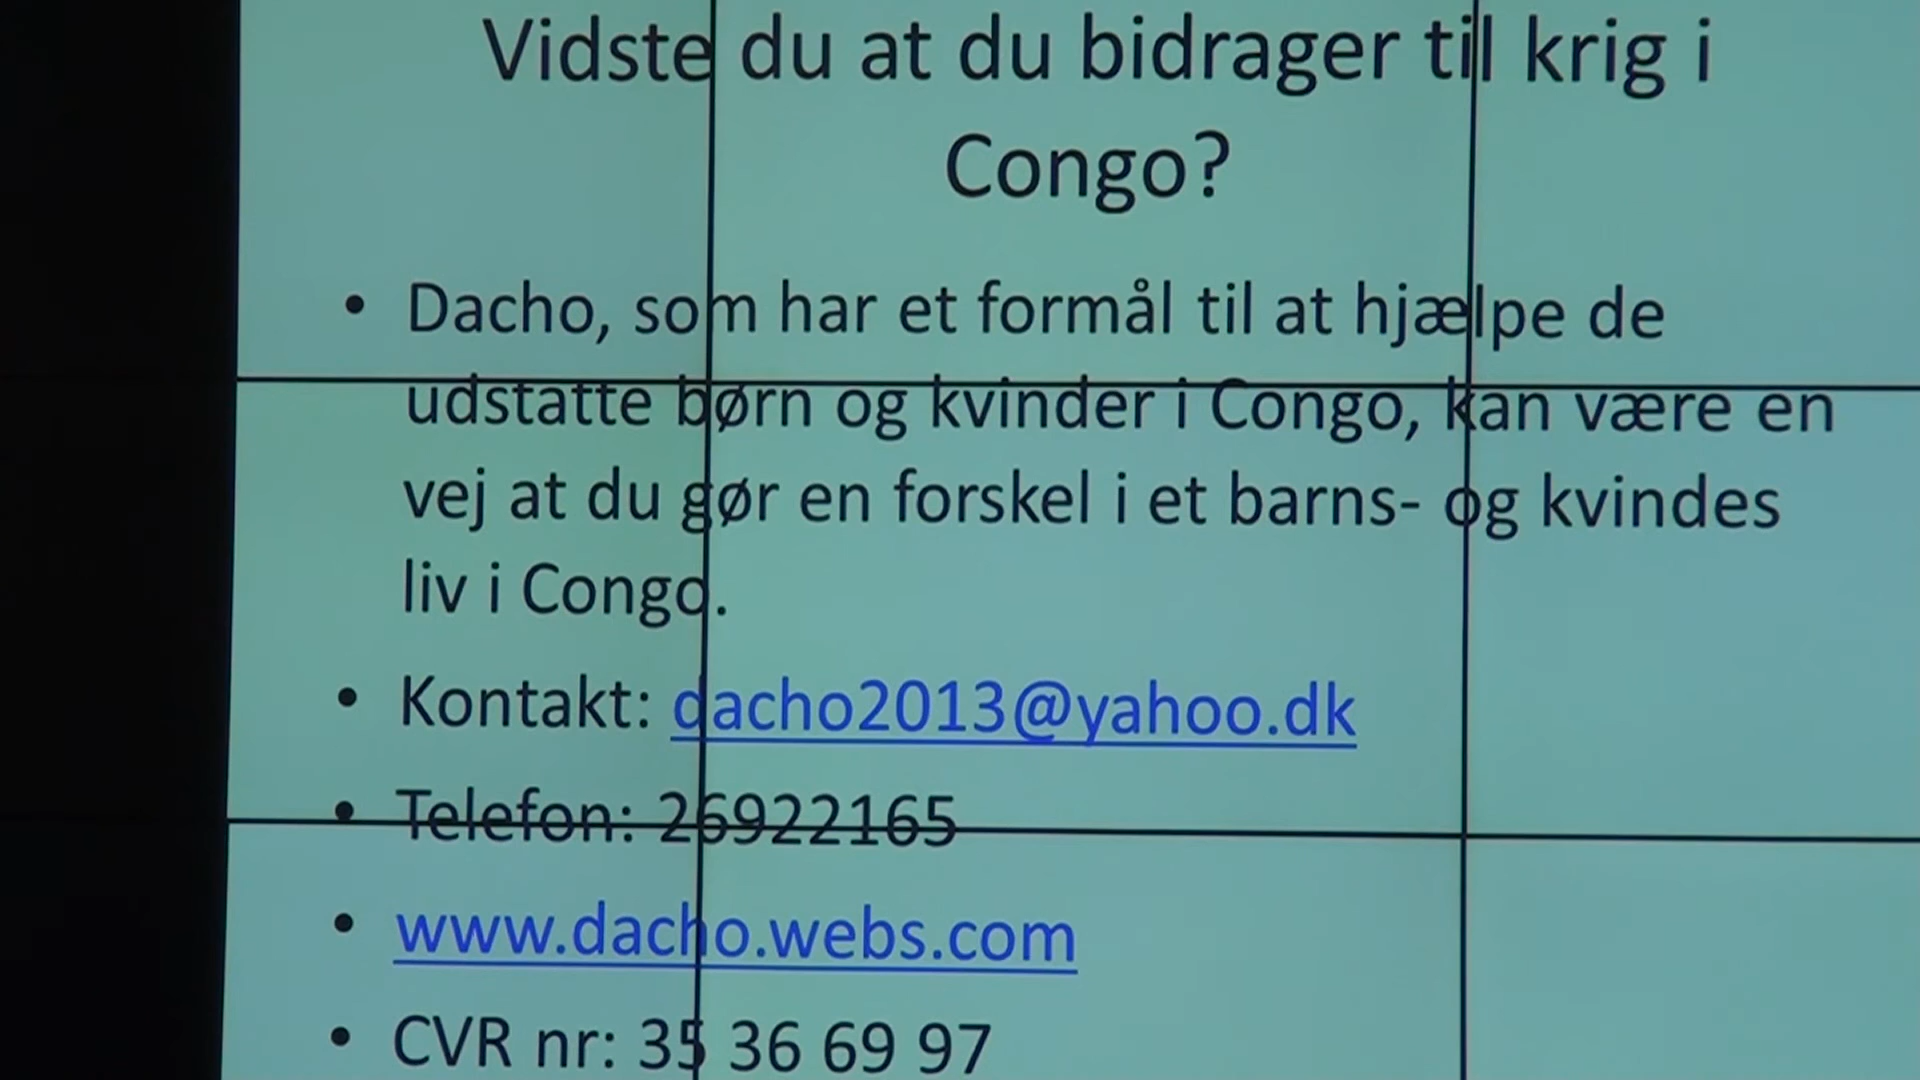 Vidste du at du bidrager til krig i
Congo?
• Dacho, som har et formål til at hjælpe de
udstatte børn og kvinder i Congo, kan være en
vej at du gør en forskel i et barns- og kvindes
liv i Congo.
• Kontakt: dacho2013@yahoo.dk
• Telefon: 26922165
• www.dacho.webs.com
• CVR nr: 35 36 69 97